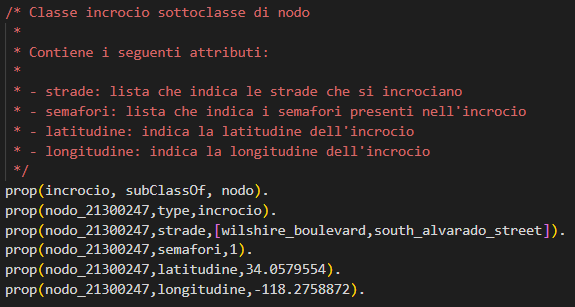 /* Classe incrocio sottoclasse di nodo
 *
 * Contiene i seguenti attributi:
 *
 * - strade: lista che indica le strade che si incrociano
 * - semafori: lista che indica i semafori presenti nell'incrocio
 * - latitudine: indica la latitudine dell'incrocio
 * - longitudine: indica la longitudine dell'incrocio
 */
prop(incrocio, subClassOf, nodo).
prop(nodo_21300247,type,incrocio).
prop(nodo_21300247,strade,[wilshire_boulevard,south_alvarado_street]).
prop(nodo_21300247,semafori,1).
prop(nodo_21300247,latitudine,34.0579554).
prop(nodo_21300247,longitudine,-118.2758872).